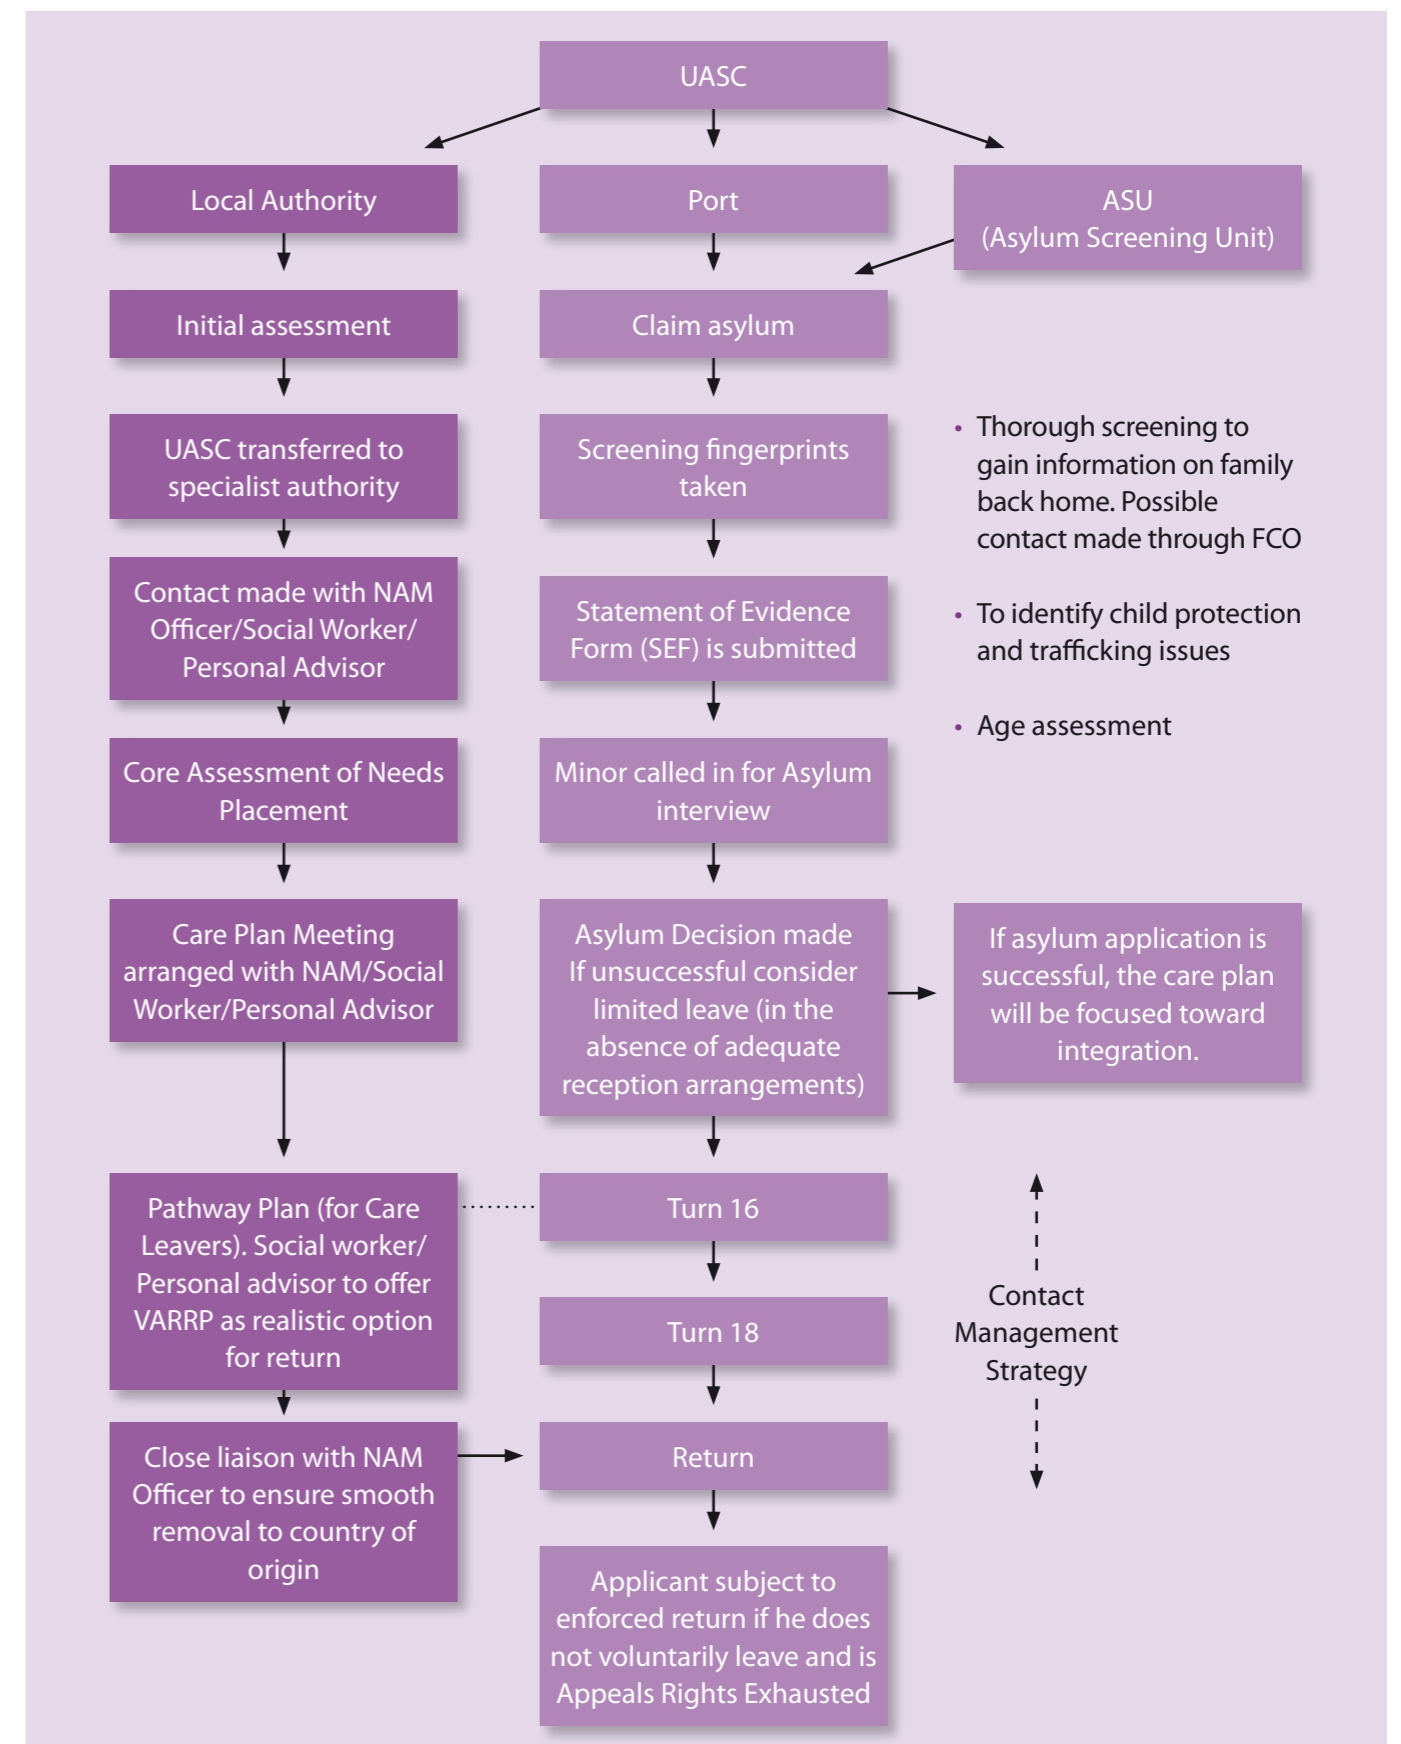 UASC
Local Authority
Port
ASU
(Asylum Screening Unit)
Initial assessment
Claim asylum
UASC transferred to
specialist authority
Screening fingerprints
taken
• Thorough screening to
gain information on family
back home. Possible
contact made through FCO
• To identify child protection
and trafficking issues
• Age assessment
Contact made with NAM
Officer/Social Worker/
Personal Advisor
Statement of Evidence
Form (SEF) is submitted
Core Assessment of Needs
Placement
Minor called in for Asylum
interview
Care Plan Meeting
arranged with NAM/Social
Worker/Personal Advisor
Asylum Decision made
If unsuccessful consider
limited leave (in the
absence of adequate
reception arrangements)
If asylum application is
successful, the care plan
will be focused toward
integration.
Pathway Plan (for Care
Leavers). Social worker/
Personal advisor to offer
VARRP as realistic option
for return
Turn 16
Turn 18
Contact
Management
Strategy
Close liaison with NAM
Officer to ensure smooth
removal to country of
origin
Return
Applicant subject to
enforced return if he does
not voluntarily leave and is
Appeals Rights Exhausted